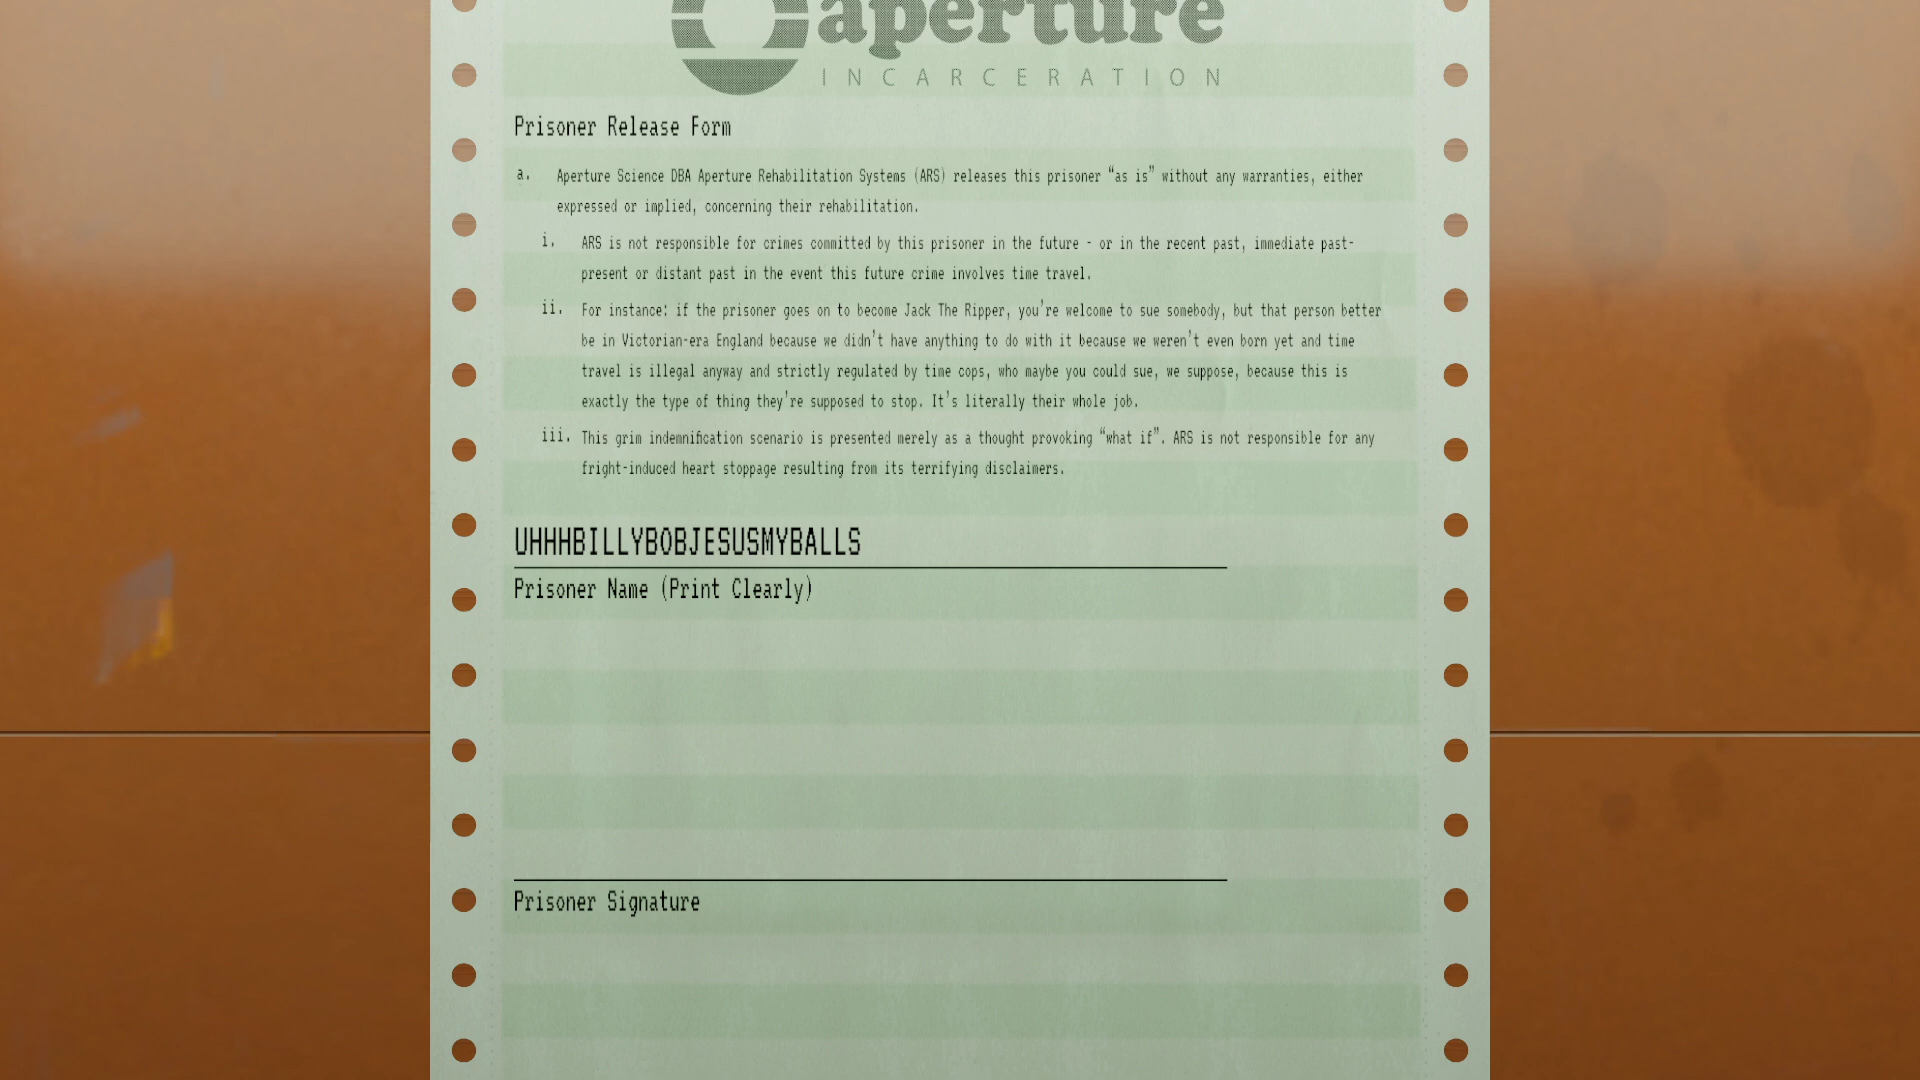 aperture
INCARCERATION
Prisoner Release Form
a. Aperture Science DBA Aperture Rehabilitation Systems (ARS) releases this prisoner “as is” without any warranties, either
expressed or implied, concerning their rehabilitation.
i. ARS is not responsible for crimes committed by this prisoner in the future - or in the recent past, immediate past-
present or distant past in the event this future crime involves time travel.
ii. For instance: if the prisoner goes on to become Jack The Ripper, you're welcome to sue somebody, but that person better
be in Victorian-era England because we didn't have anything to do with it because we weren't even born yet and time
travel is illegal anyway and strictly regulated by time cops, who maybe you could sue, we suppose, because this is
exactly the type of thing they're supposed to stop. It's literally their whole job.
iii. This grim indemnification scenario is presented merely as a thought provoking “what if”. ARS is not responsible for any
fright-induced heart stoppage resulting from its terrifying disclaimers.
UHHHBILLYBOBJESUSMYBALLS
Prisoner Name (Print Clearly)
Prisoner Signature